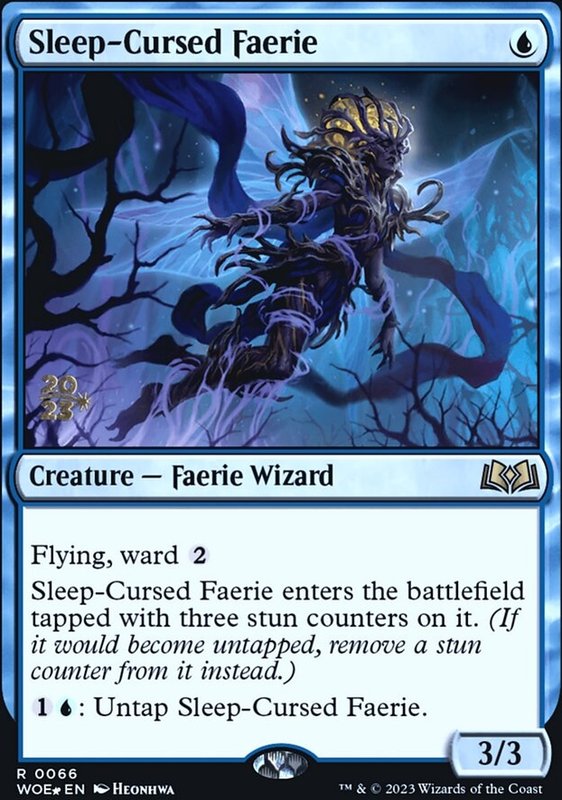 Sleep-Cursed Faerie
20
23
Creature — Faerie Wizard
Flying, ward 2
Sleep-Cursed Faerie enters the battlefield
tapped with three stun counters on it. (If
it would become untapped, remove a stun
counter from it instead.)
1 : Untap Sleep-Cursed Faerie.
3/3
R 0066
WOE★EN Heonhwa
™ & © 2023 Wizards of the Coast